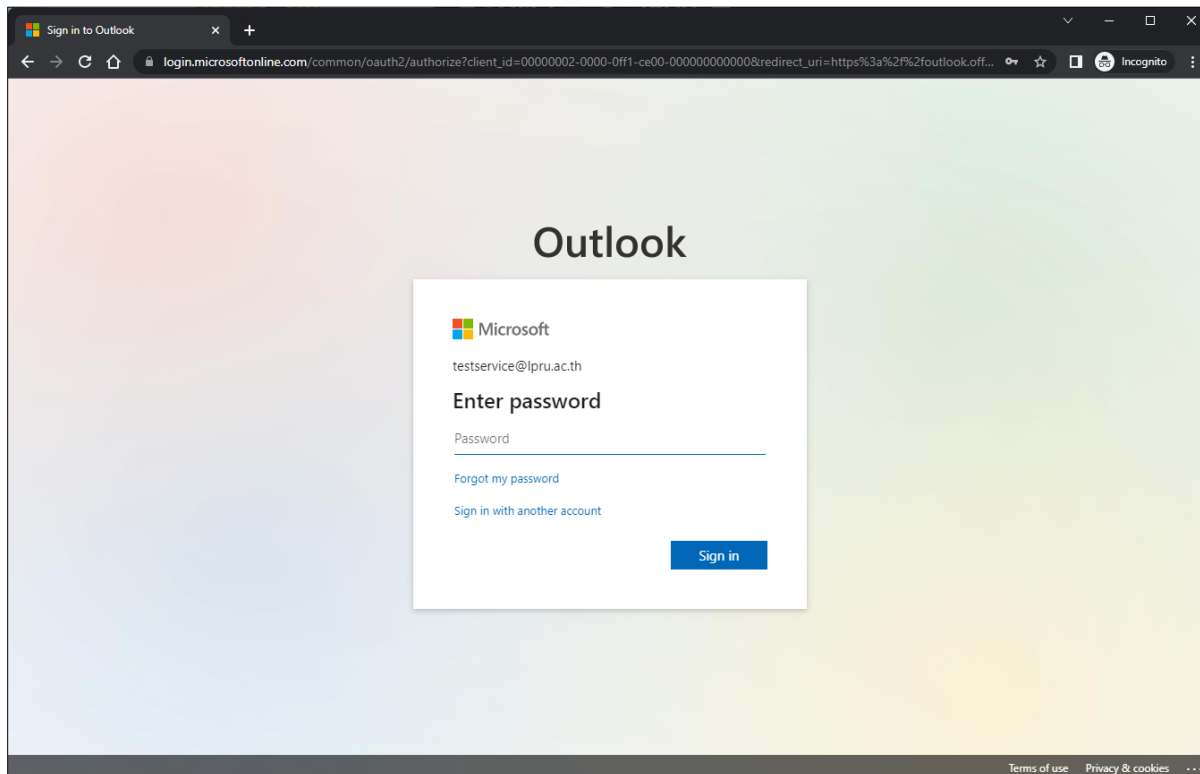 Sign in to Outlook
login.microsoftonline.com/common/oauth2/authorize?client_id=00000002-0000-0ff1-ce00-000000000000&redirect_uri=https%3a%2f%2foutlook.off...
Incognito
Outlook
Microsoft
testservice@lpru.ac.th
Enter password
Password
Forgot my password
Sign in with another account
Sign in
Terms of use Privacy & cookies ...